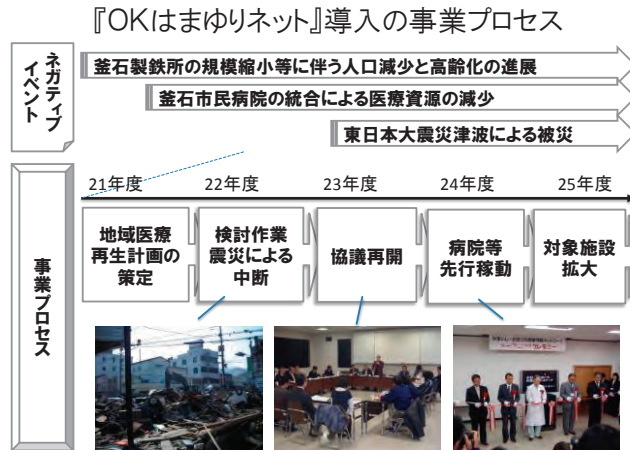 『OKはまゆりネット』導入の事業プロセス
ネガティブ
イベント
釜石製鉄所の規模縮小等に伴う人口減少と高齢化の進展
釜石市民病院の統合による医療資源の減少
東日本大震災津波による被災
21年度
22年度
23年度
24年度
25年度
事業プロセス
地域医療
再生計画の
策定
検討作業
震災による
中断
協議再開
病院等
先行稼動
対象施設
拡大